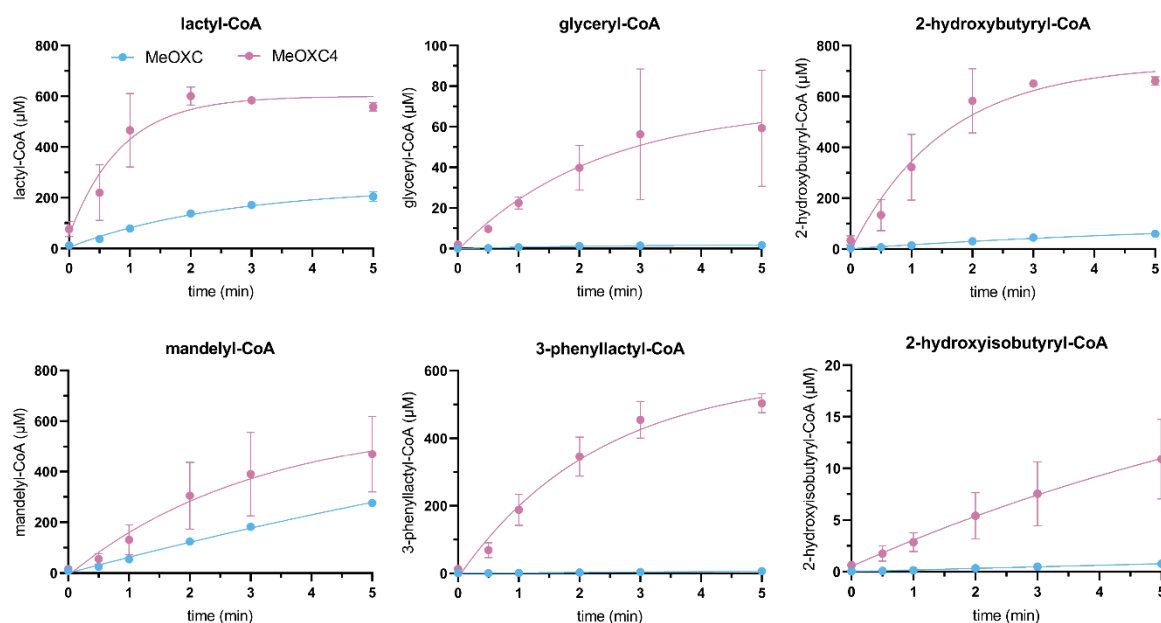 lactyl-CoA
800
600
400
200
0
0 1 2 3 4 5
lactyl-CoA (µM)
time (min)
MeOXC
MeOXC4
glyceryl-CoA
100
80
60
40
20
0
0 1 2 3 4 5
glyceryl-CoA (µM)
time (min)
2-hydroxybutyryl-CoA
800
600
400
200
0
0 1 2 3 4 5
2-hydroxybutyryl-CoA (µM)
time (min)
mandelyl-CoA
800
600
400
200
0
0 1 2 3 4 5
mandelyl-CoA (µM)
time (min)
3-phenyllactyl-CoA
600
400
200
0
0 1 2 3 4 5
3-phenyllactyl-CoA (µM)
time (min)
2-hydroxyisobutyryl-CoA
20
15
10
5
0
0 1 2 3 4 5
2-hydroxyisobutyryl-CoA (µM)
time (min)